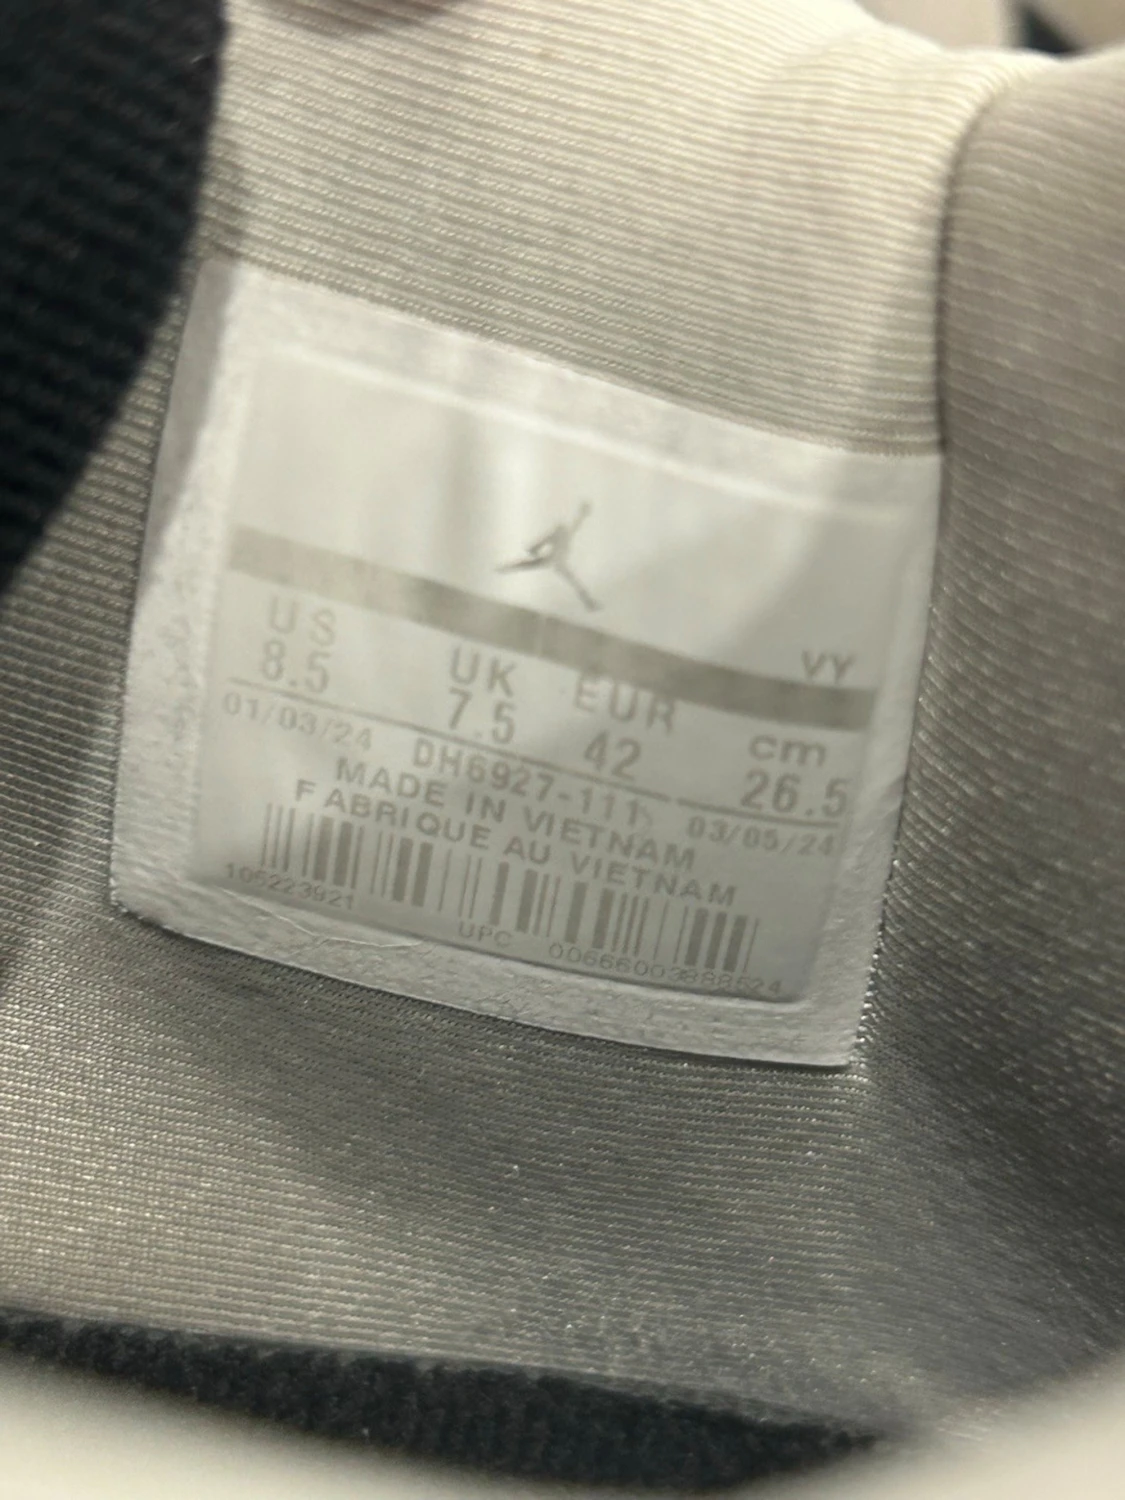 VY
US UK EUR cm
8.5 7.5 42 26.5
01/03/24 DH6927-111 03/05/24
MADE IN VIETNAM
FABRIQUE AU VIETNAM
UPC